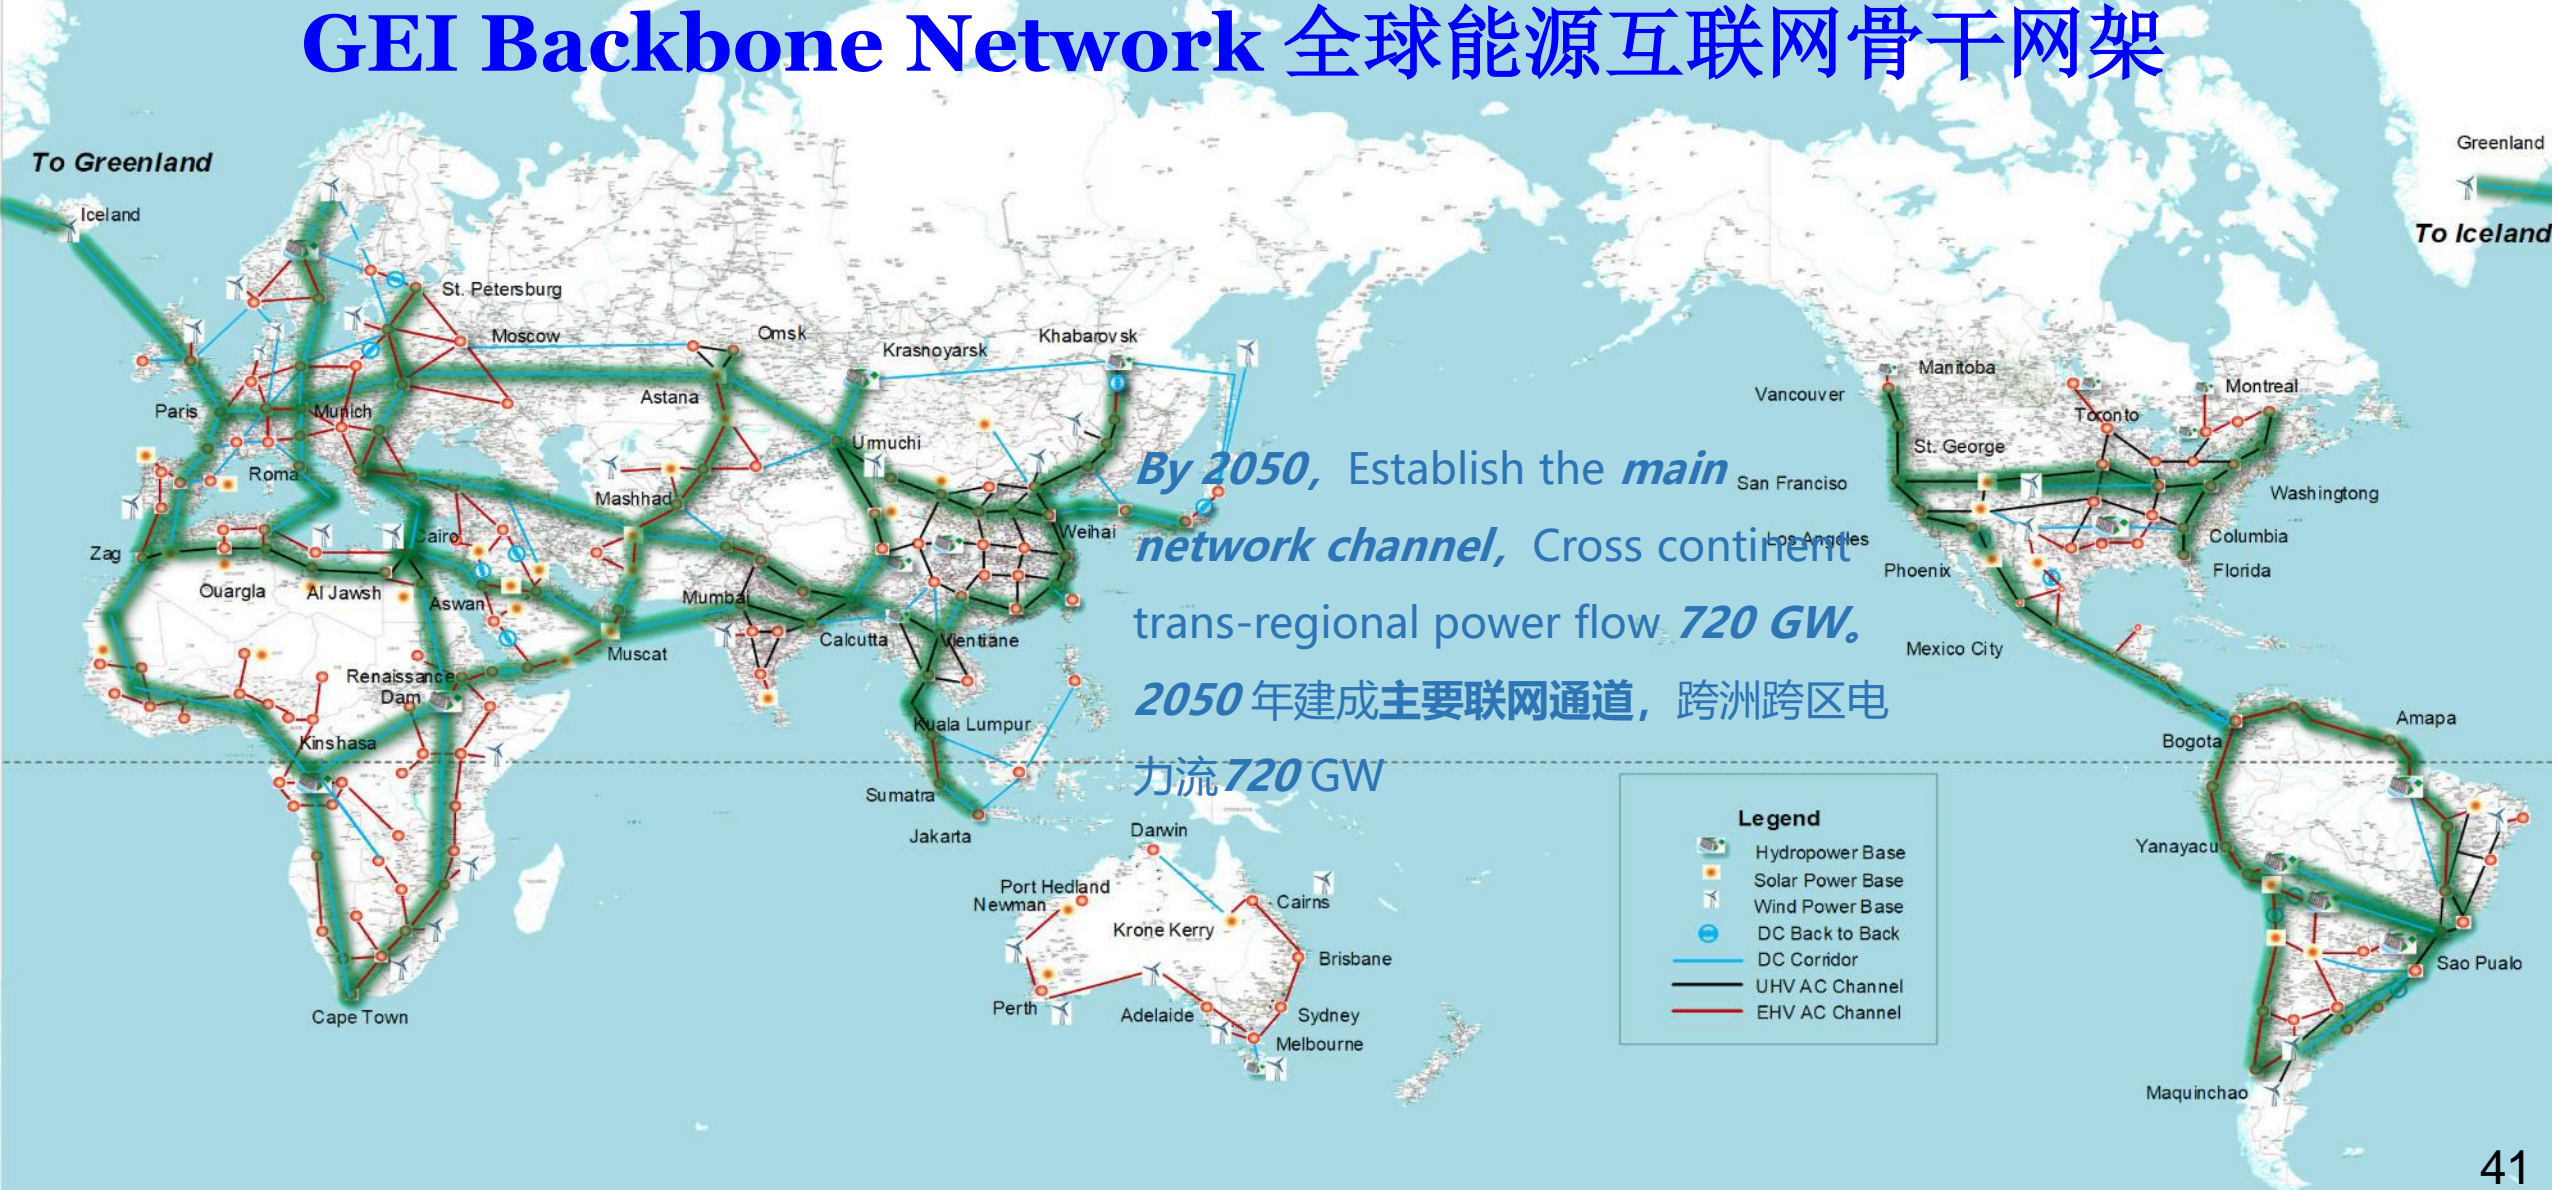 GEI Backbone Network 全球能源互联网骨干网架
To Greenland
Iceland
Greenland
To Iceland
St. Petersburg
Moscow
Omsk
Krasnoyarsk
Khabarovsk
Astana
Paris
Munich
Urmuchi
Roma
Mashhad
Weihai
Zag
Cairo
Ouargla
Al Jawsh
Aswan
Mumbai
Calcutta
Vientiane
Muscat
Renaissance
Dam
Kinshasa
Kuala Lumpur
Sumatra
Jakarta
Cape Town
By 2050, Establish the main
network channel, Cross continent
trans-regional power flow 720 GW。
2050 年建成主要联网通道，跨洲跨区电
力流720 GW
Darwin
Port Hedland
Newman
Cairns
Krone Kerry
Brisbane
Perth
Adelaide
Sydney
Melbourne
Manitoba
Vancouver
Montreal
Toronto
St. George
San Franciso
Washingtong
Los Angeles
Columbia
Phoenix
Florida
Mexico City
Bogota
Amapa
Yanayacu
Sao Pualo
Maquinchao
Legend
Hydropower Base
Solar Power Base
Wind Power Base
DC Back to Back
DC Corridor
UHV AC Channel
EHV AC Channel
41